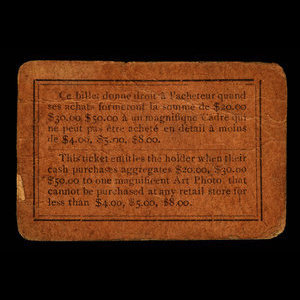 Ce billet donne droit à l'acheteur quand
ses achats formeront la somme de $20.00
$30.00 $50.00 à un magnifique Cadre qui
ne peut pas être acheté en détail à moins
de $4.00, $5.00, $8.00.
This ticket entitles the holder when their
cash purchases aggregates $20.00, $30.00
$50.00 to one magnificent Art Photo that
cannot be purchased at any retail store for
less than $4.00, $5.00, $8.00.